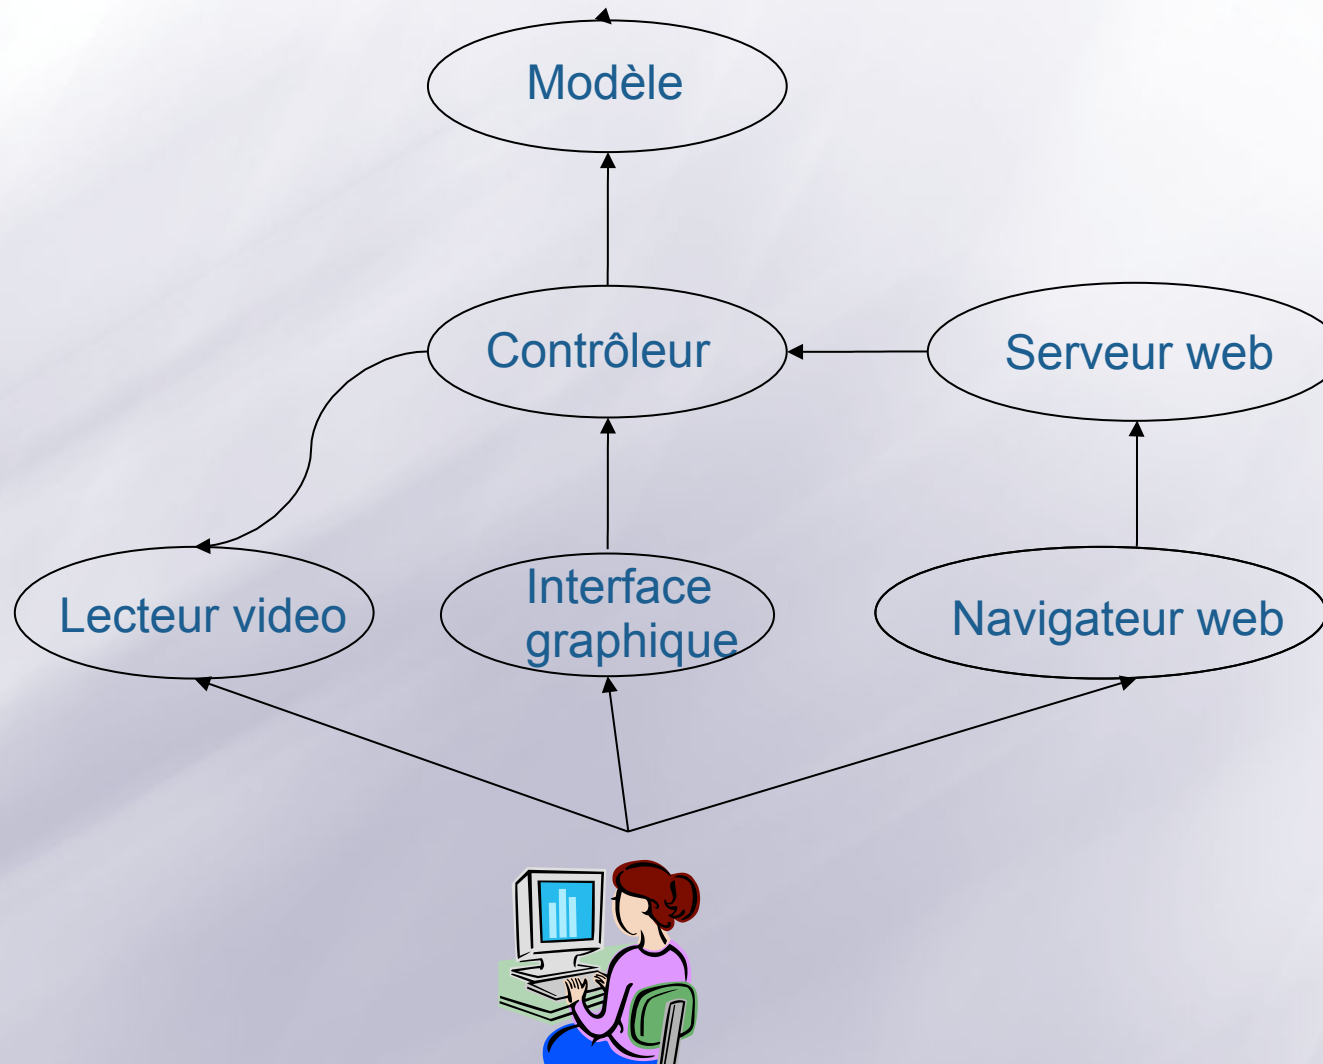 Modèle
Contrôleur
Serveur web
Lecteur video
Interface
graphique
Navigateur web